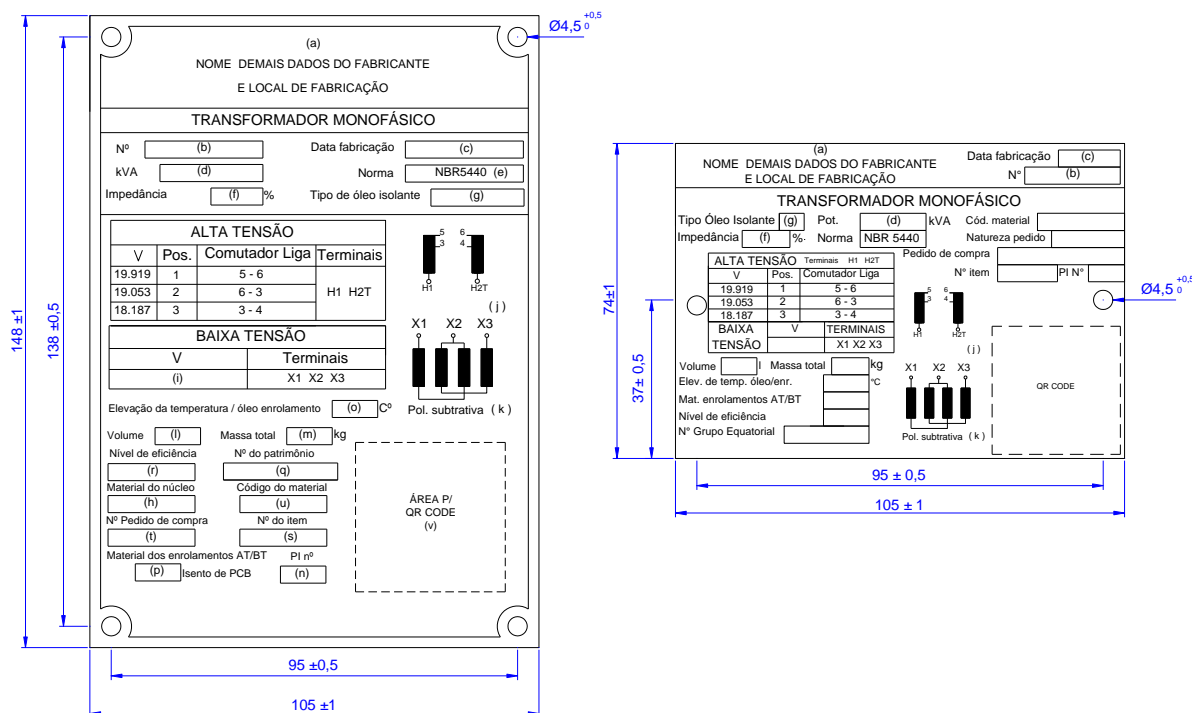 (a)
NOME DEMAIS DADOS DO FABRICANTE
E LOCAL DE FABRICAÇÃO
TRANSFORMADOR MONOFÁSICO
Nº (b) Data fabricação (c)
kVA (d) Norma NBR5440 (e)
Impedância (f) % Tipo de óleo isolante (g)
ALTA TENSÃO
V Pos. Comutador Liga Terminais
19.919 1 5 - 6
19.053 2 6 - 3 H1 H2T
18.187 3 3 - 4
5 6
3 4
H1 H2T
( j )
BAIXA TENSÃO
V Terminais
(i) X1 X2 X3
X1 X2 X3
Pol. subtrativa ( k )
Elevação da temperatura / óleo enrolamento (o) Cº
Volume (l) Massa total (m) kg
Nível de eficiência Nº do patrimônio
(r) (q)
Material do núcleo Código do material
(h) (u)
Nº Pedido de compra Nº do item
(t) (s)
Material dos enrolamentos AT/BT PI nº
(p) Isento de PCB (n)
ÁREA P/
QR CODE
(v)
148 ±1
138 ±0,5
95 ±0,5
105 ±1
Ø4,5 +0,5 0
(a)
NOME DEMAIS DADOS DO FABRICANTE
E LOCAL DE FABRICAÇÃO
Data fabricação (c)
N° (b)
TRANSFORMADOR MONOFÁSICO
Tipo Óleo Isolante (g) Pot. (d) kVA Cód. material
Impedância (f) %. Norma NBR 5440 Natureza pedido
Pedido de compra
N° item PI N°
ALTA TENSÃO Terminais H1 H2T
V Pos. Comutador Liga
19.919 1 5 - 6
19.053 2 6 - 3
18.187 3 3 - 4
BAIXA V TERMINAIS
TENSÃO X1 X2 X3
5 6
3 4
H1 H2T
( j )
Volume l Massa total kg
Elev. de temp. óleo/enr. °C
Mat. enrolamentos AT/BT
Nível de eficiência
N° Grupo Equatorial
X1 X2 X3
Pol. subtrativa ( k )
QR CODE
74±1
37± 0,5
95 ± 0,5
105 ± 1
Ø4,5 +0,5 0